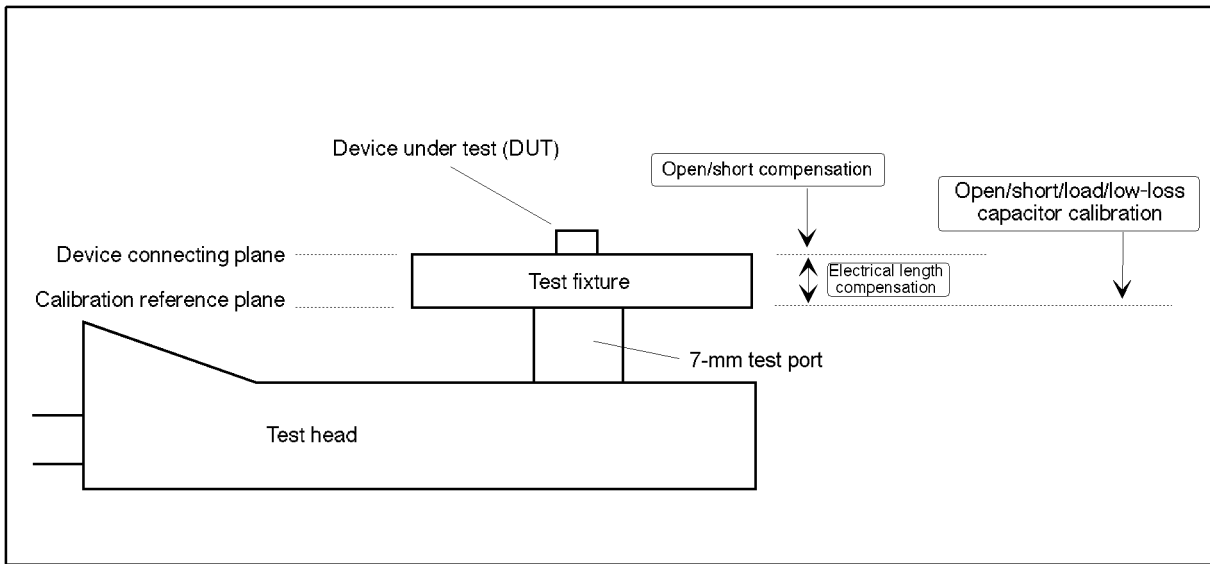 Device under test (DUT)
Open/short compensation
Open/short/load/low-loss
capacitor calibration
Device connecting plane
Test fixture
Electrical length
compensation
Calibration reference plane
7-mm test port
Test head